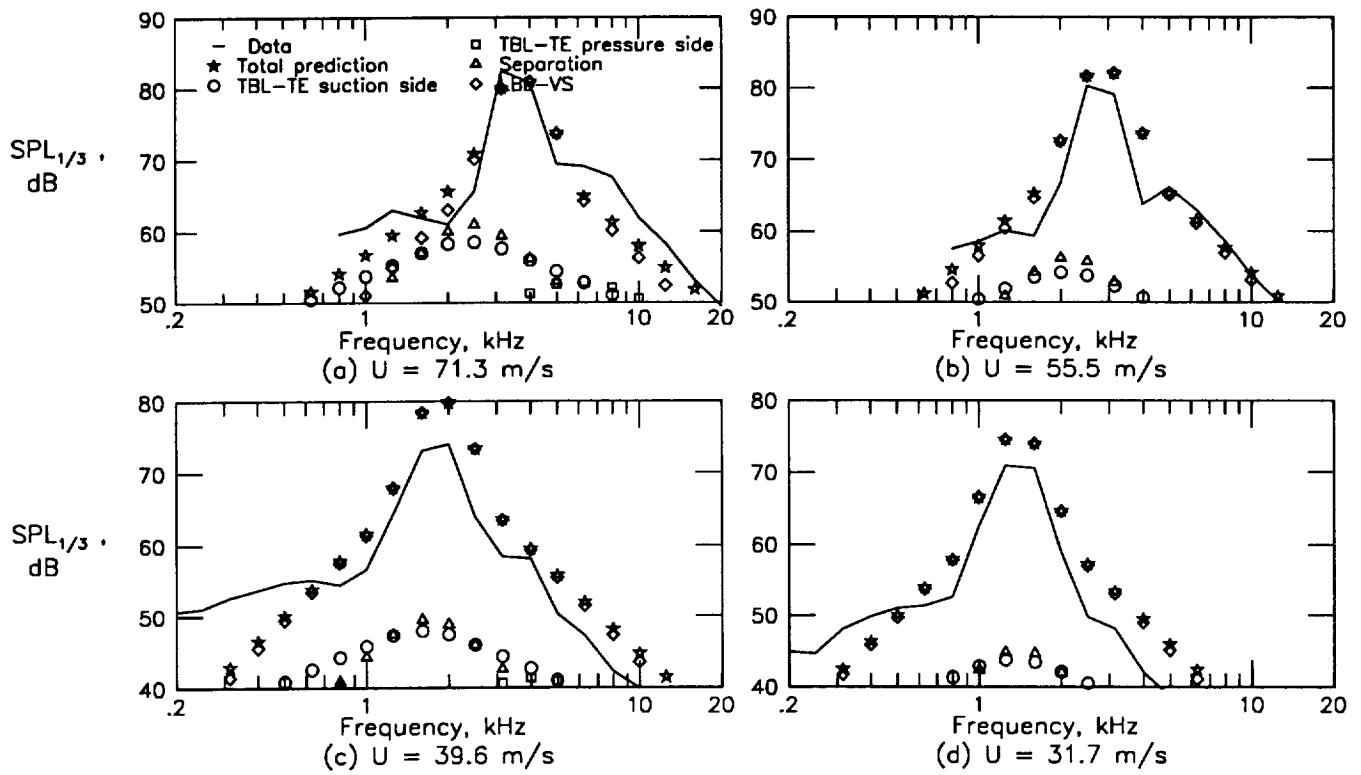 90
80
SPL1/3 ,
70
dB
60
50
.2
1
10
20
Data
Total prediction
TBL-TE suction side
TBL-TE pressure side
Separation
LBL-VS
Frequency, kHz
(a) U = 71.3 m/s
90
80
70
60
50
.2
1
10
20
Frequency, kHz
(b) U = 55.5 m/s
80
70
SPL1/3 ,
60
dB
50
40
.2
1
10
20
Frequency, kHz
(c) U = 39.6 m/s
80
70
60
50
40
.2
1
10
20
Frequency, kHz
(d) U = 31.7 m/s